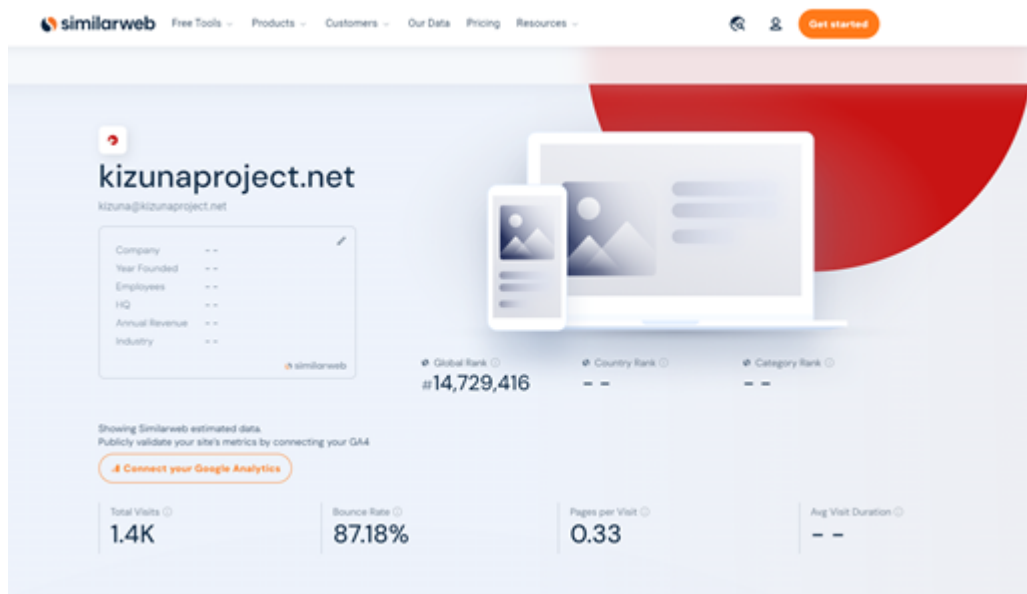 similarweb Free Tools Products Customers Our Data Pricing Resources Get started
kizunaproject.net
kizuna@kizunaproject.net
Company - -
Year Founded - -
Employees - -
HQ - -
Annual Revenue - -
Industry - -
similarweb
Global Rank Country Rank Category Rank
#14,729,416 - - - -
Showing Similarweb estimated data.
Publicly validate your site's metrics by connecting your GA4
Connect your Google Analytics
Total Visits Bounce Rate Pages per Visit Avg Visit Duration
1.4K 87.18% 0.33 - -